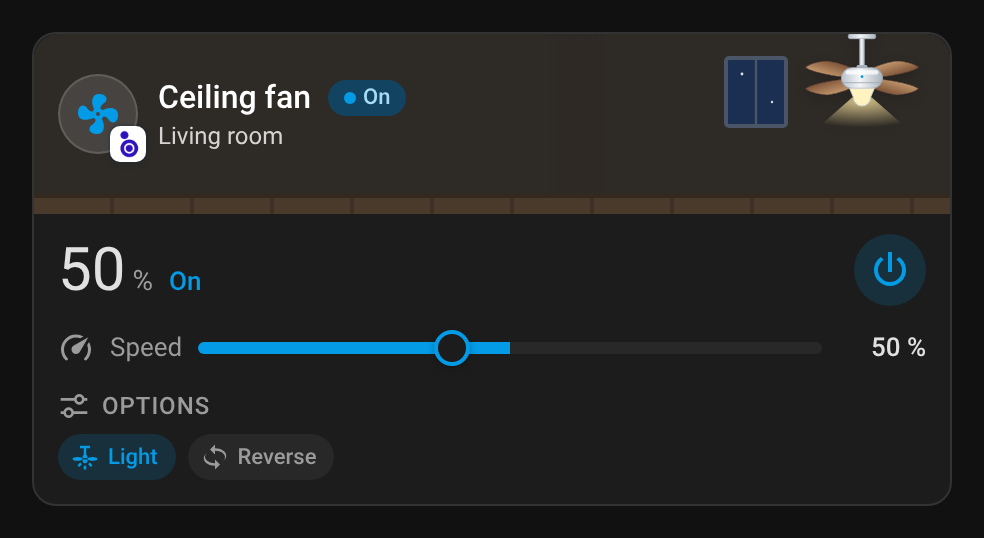 Ceiling fan
On
Living room
50 % On
Speed 50 %
OPTIONS
Light Reverse